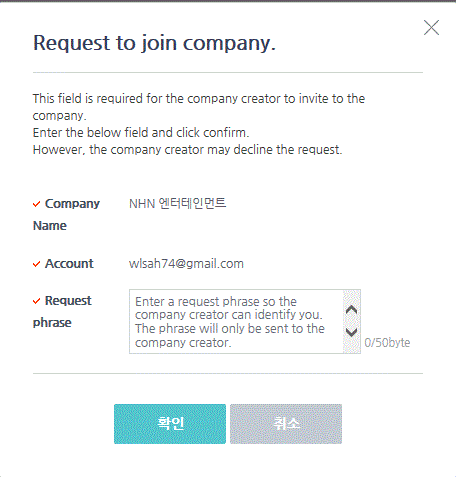 Request to join company.
This field is required for the company creator to invite to the
company.
Enter the below field and click confirm.
However, the company creator may decline the request.
Company
Name
NHN 엔터테인먼트
Account
wlsah74@gmail.com
Request
phrase
Enter a request phrase so the
company creator can identify you.
The phrase will only be sent to the
company creator.
0/50byte
확인
취소